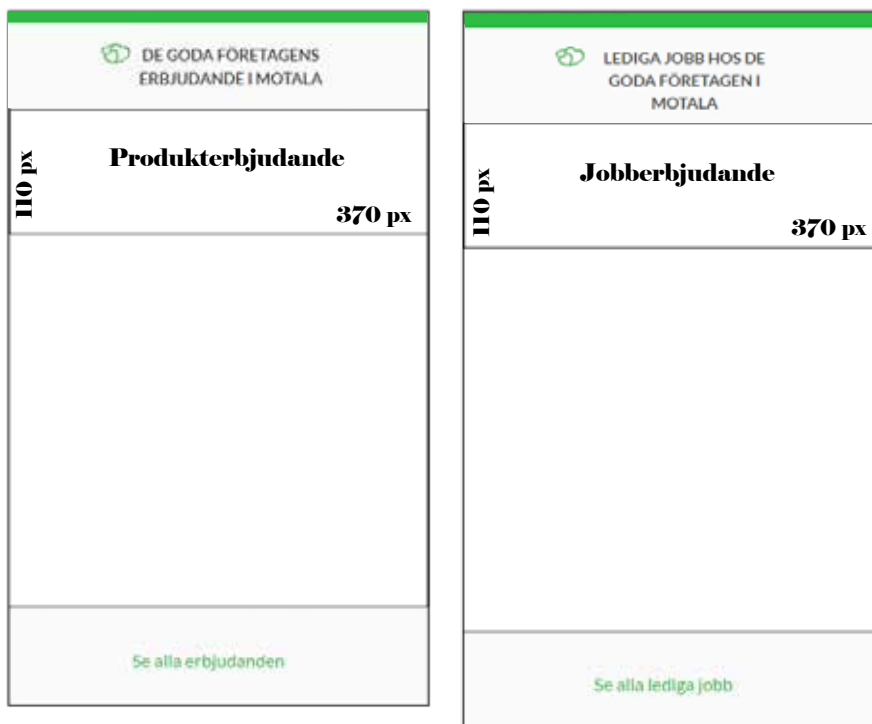 DE GODA FÖRETAGENS
ERBJUDANDE I MOTALA
Produkterbjudande
110 px
370 px
Se alla erbjudanden
LEDIGA JOBB HOS DE
GODA FÖRETAGEN I
MOTALA
Jobberbjudande
110 px
370 px
Se alla lediga jobb